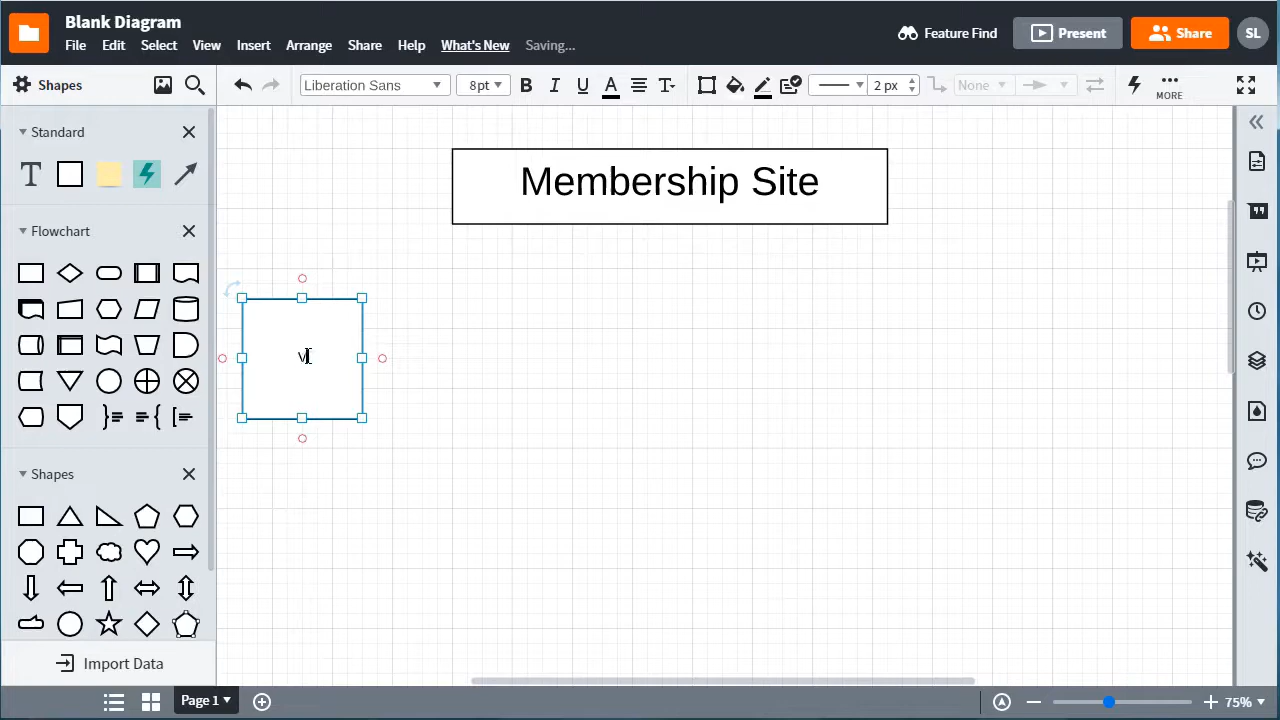 Blank Diagram
File Edit Select View Insert Arrange Share Help What's New Saving...
Feature Find
Present
Share
SL
Shapes
Liberation Sans
8pt
B I U A T
2 px
None
MORE
Standard
T
Flowchart
Shapes
Import Data
Membership Site
v
Page 1
75%